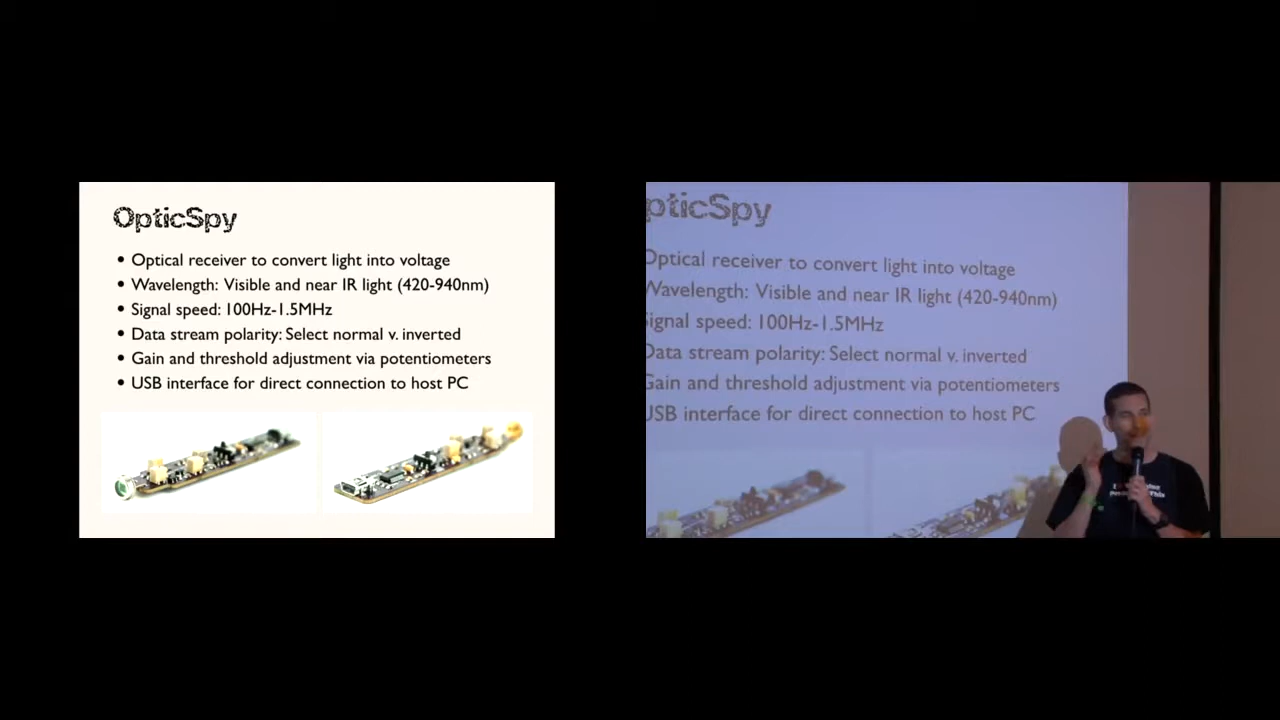 OpticSpy
• Optical receiver to convert light into voltage
• Wavelength: Visible and near IR light (420-940nm)
• Signal speed: 100Hz-1.5MHz
• Data stream polarity: Select normal v. inverted
• Gain and threshold adjustment via potentiometers
• USB interface for direct connection to host PC
pticSpy
Optical receiver to convert light into voltage
Wavelength: Visible and near IR light (420-940nm)
Signal speed: 100Hz-1.5MHz
Data stream polarity: Select normal v. inverted
Gain and threshold adjustment via potentiometers
USB interface for direct connection to host PC